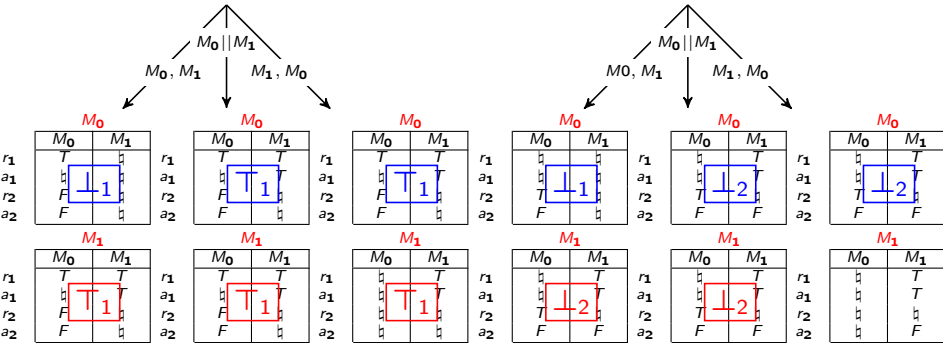 M₀||M₁ M₀||M₁
M₀, M₁ M₁, M₀ M0, M₁ M₁, M₀
M₀ M₀ M₀ M₀ M₀ M₀
M₀ M₁ M₀ M₁ M₀ M₁ M₀ M₁ M₀ M₁ M₀ M₁
r₁ T ♮ r₁ T T r₁ T T r₁ ♮ ♮ r₁ ♮ T r₁ ♮ T
a₁ ♮ ♮ a₁ ♮ T a₁ ♮ T a₁ ♮ ♮ a₁ ♮ T a₁ ♮ T
⊥1 ⊤1 ⊤1 ⊥1 ⊥2 ⊥2
r₂ F ♮ r₂ F ♮ r₂ F ♮ r₂ T ♮ r₂ T ♮ r₂ T ♮
a₂ F ♮ a₂ F ♮ a₂ F ♮ a₂ F ♮ a₂ F F a₂ F F
M₁ M₁ M₁ M₁ M₁ M₁
M₀ M₁ M₀ M₁ M₀ M₁ M₀ M₁ M₀ M₁ M₀ M₁
r₁ T T r₁ T T r₁ ♮ T r₁ ♮ T r₁ ♮ T r₁ ♮ T
a₁ ♮ T a₁ ♮ T a₁ ♮ T a₁ ♮ T a₁ ♮ T a₁ ♮ T
⊤1 ⊤1 ⊤1 ⊥2 ⊥2
r₂ F ♮ r₂ F ♮ r₂ ♮ ♮ r₂ T ♮ r₂ T ♮ r₂ ♮ ♮
a₂ F ♮ a₂ F ♮ a₂ ♮ ♮ a₂ F F a₂ F F a₂ ♮ F